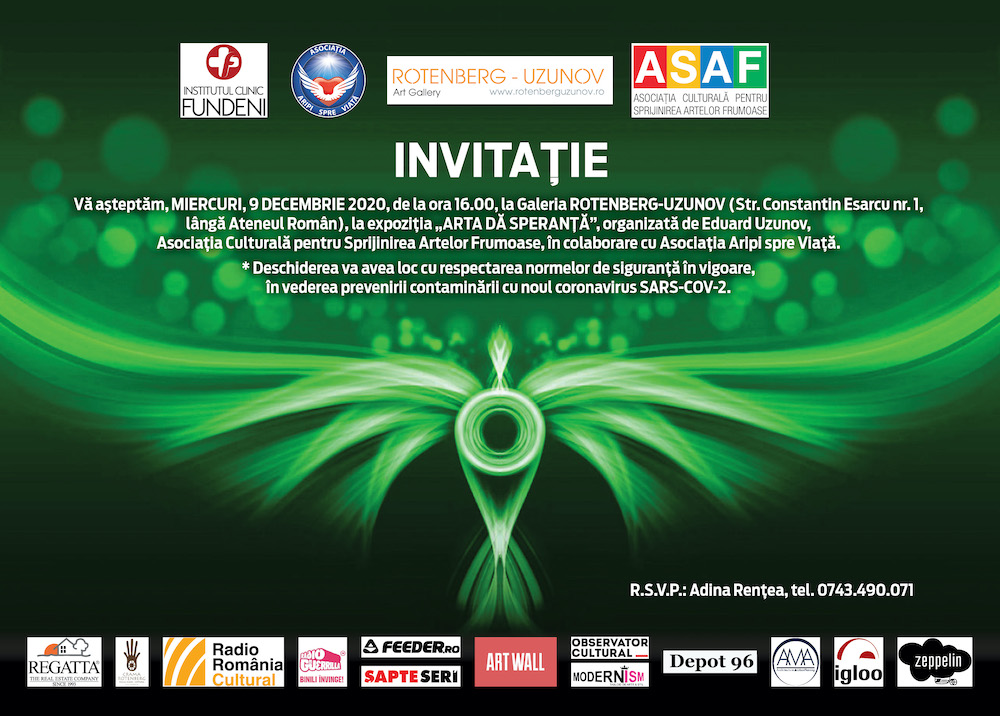 INSTITUTUL CLINIC
FUNDENI
ASOCIAȚIA
ARIPI SPRE VIAȚĂ
ROTENBERG - UZUNOV
Art Gallery www.rotenberguzunov.ro
ASAF
ASOCIAȚIA CULTURALĂ PENTRU
SPRIJINIREA ARTELOR FRUMOASE
INVITAȚIE
Vă așteptăm, MIERCURI, 9 DECEMBRIE 2020, de la ora 16.00, la Galeria ROTENBERG-UZUNOV (Str. Constantin Esarcu nr. 1,
lângă Ateneul Român), la expoziția „ARTA DĂ SPERANȚĂ”, organizată de Eduard Uzunov,
Asociația Culturală pentru Sprijinirea Artelor Frumoase, în colaborare cu Asociația Aripi spre Viață.
* Deschiderea va avea loc cu respectarea normelor de siguranță în vigoare,
în vederea prevenirii contaminării cu noul coronavirus SARS-COV-2.
R.S.V.P.: Adina Rențea, tel. 0743.490.071
REGATTA
THE REAL ESTATE COMPANY
SINCE 1993
Radio
România
Cultural
RADIO
GUERRILLA
BINILI ÎNVINGE!
FEEDER.RO
SAPTE SERI
ART WALL
OBSERVATOR
CULTURAL
MODERNISM
Depot 96
AMA
igloo
zeppelin